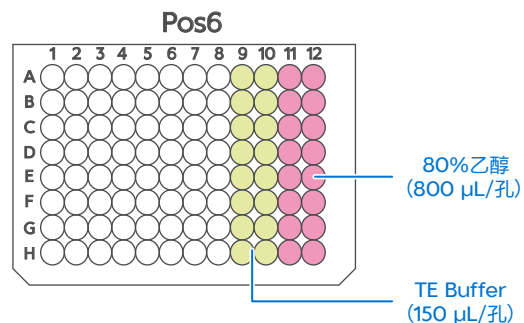 Pos6
1 2 3 4 5 6 7 8 9 10 11 12
A
B
C
D
E
F
G
H
80%乙醇
(800 µL/孔)
TE Buffer
(150 µL/孔)